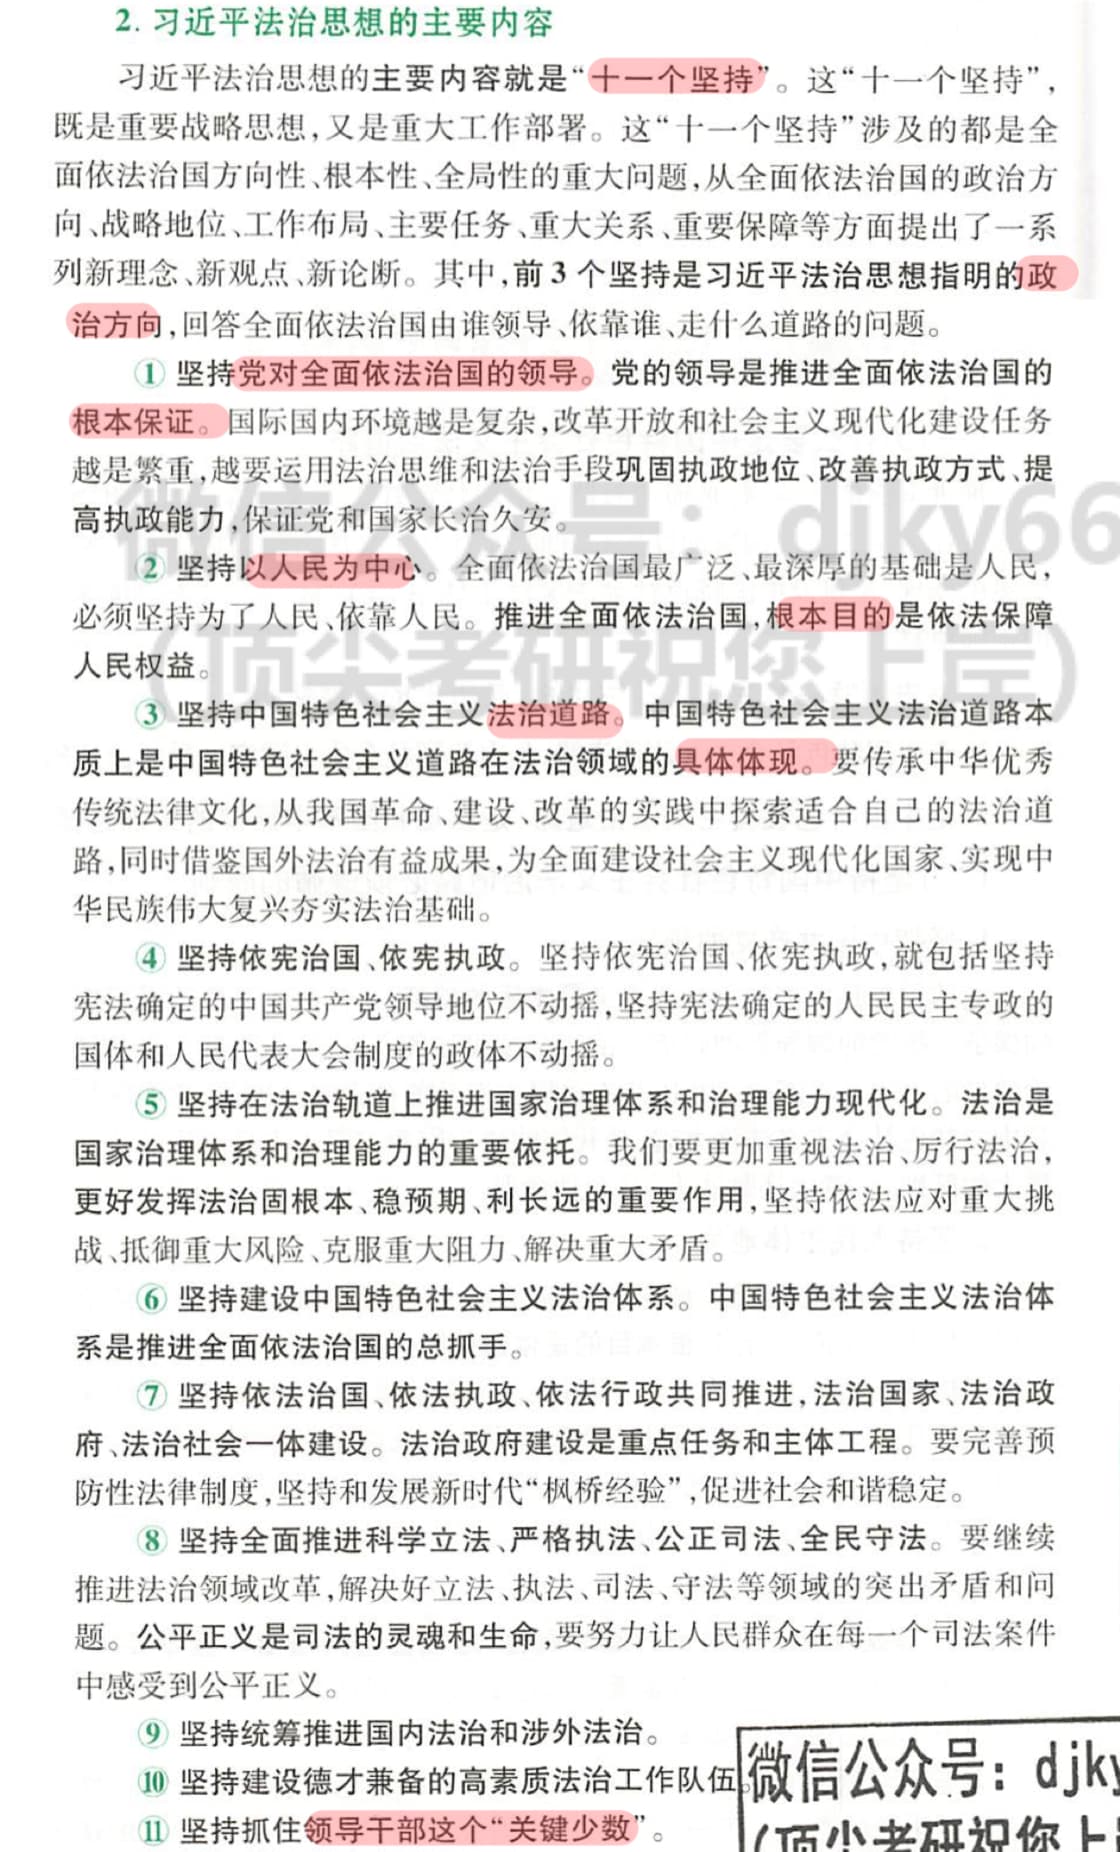 2. 习近平法治思想的主要内容
习近平法治思想的主要内容就是“十一个坚持”。这“十一个坚持”,
既是重要战略思想,又是重大工作部署。这“十一个坚持”涉及的都是全
面依法治国方向性、根本性、全局性的重大问题,从全面依法治国的政治方
向、战略地位、工作布局、主要任务、重大关系、重要保障等方面提出了一系
列新理念、新观点、新论断。其中,前3个坚持是习近平法治思想指明的政
治方向,回答全面依法治国由谁领导、依靠谁、走什么道路的问题。
① 坚持党对全面依法治国的领导。党的领导是推进全面依法治国的
根本保证。国际国内环境越是复杂,改革开放和社会主义现代化建设任务
越是繁重,越要运用法治思维和法治手段巩固执政地位、改善执政方式、提
高执政能力,保证党和国家长治久安。
微信公众号：djky66
② 坚持以人民为中心。全面依法治国最广泛、最深厚的基础是人民,
必须坚持为了人民、依靠人民。推进全面依法治国,根本目的是依法保障
人民权益。
（顶尖考研祝您上岸）
③ 坚持中国特色社会主义法治道路。中国特色社会主义法治道路本
质上是中国特色社会主义道路在法治领域的具体体现。要传承中华优秀
传统法律文化,从我国革命、建设、改革的实践中探索适合自己的法治道
路,同时借鉴国外法治有益成果,为全面建设社会主义现代化国家、实现中
华民族伟大复兴夯实法治基础。
④ 坚持依宪治国、依宪执政。坚持依宪治国、依宪执政,就包括坚持
宪法确定的中国共产党领导地位不动摇,坚持宪法确定的人民民主专政的
国体和人民代表大会制度的政体不动摇。
⑤ 坚持在法治轨道上推进国家治理体系和治理能力现代化。法治是
国家治理体系和治理能力的重要依托。我们要更加重视法治、厉行法治,
更好发挥法治固根本、稳预期、利长远的重要作用,坚持依法应对重大挑
战、抵御重大风险、克服重大阻力、解决重大矛盾。
⑥ 坚持建设中国特色社会主义法治体系。中国特色社会主义法治体
系是推进全面依法治国的总抓手。
⑦ 坚持依法治国、依法执政、依法行政共同推进,法治国家、法治政
府、法治社会一体建设。法治政府建设是重点任务和主体工程。要完善预
防性法律制度,坚持和发展新时代“枫桥经验”,促进社会和谐稳定。
⑧ 坚持全面推进科学立法、严格执法、公正司法、全民守法。要继续
推进法治领域改革,解决好立法、执法、司法、守法等领域的突出矛盾和问
题。公平正义是司法的灵魂和生命,要努力让人民群众在每一个司法案件
中感受到公平正义。
⑨ 坚持统筹推进国内法治和涉外法治。
⑩ 坚持建设德才兼备的高素质法治工作队伍。
⑪ 坚持抓住领导干部这个“关键少数”。
微信公众号：djky
（顶尖考研祝您上岸